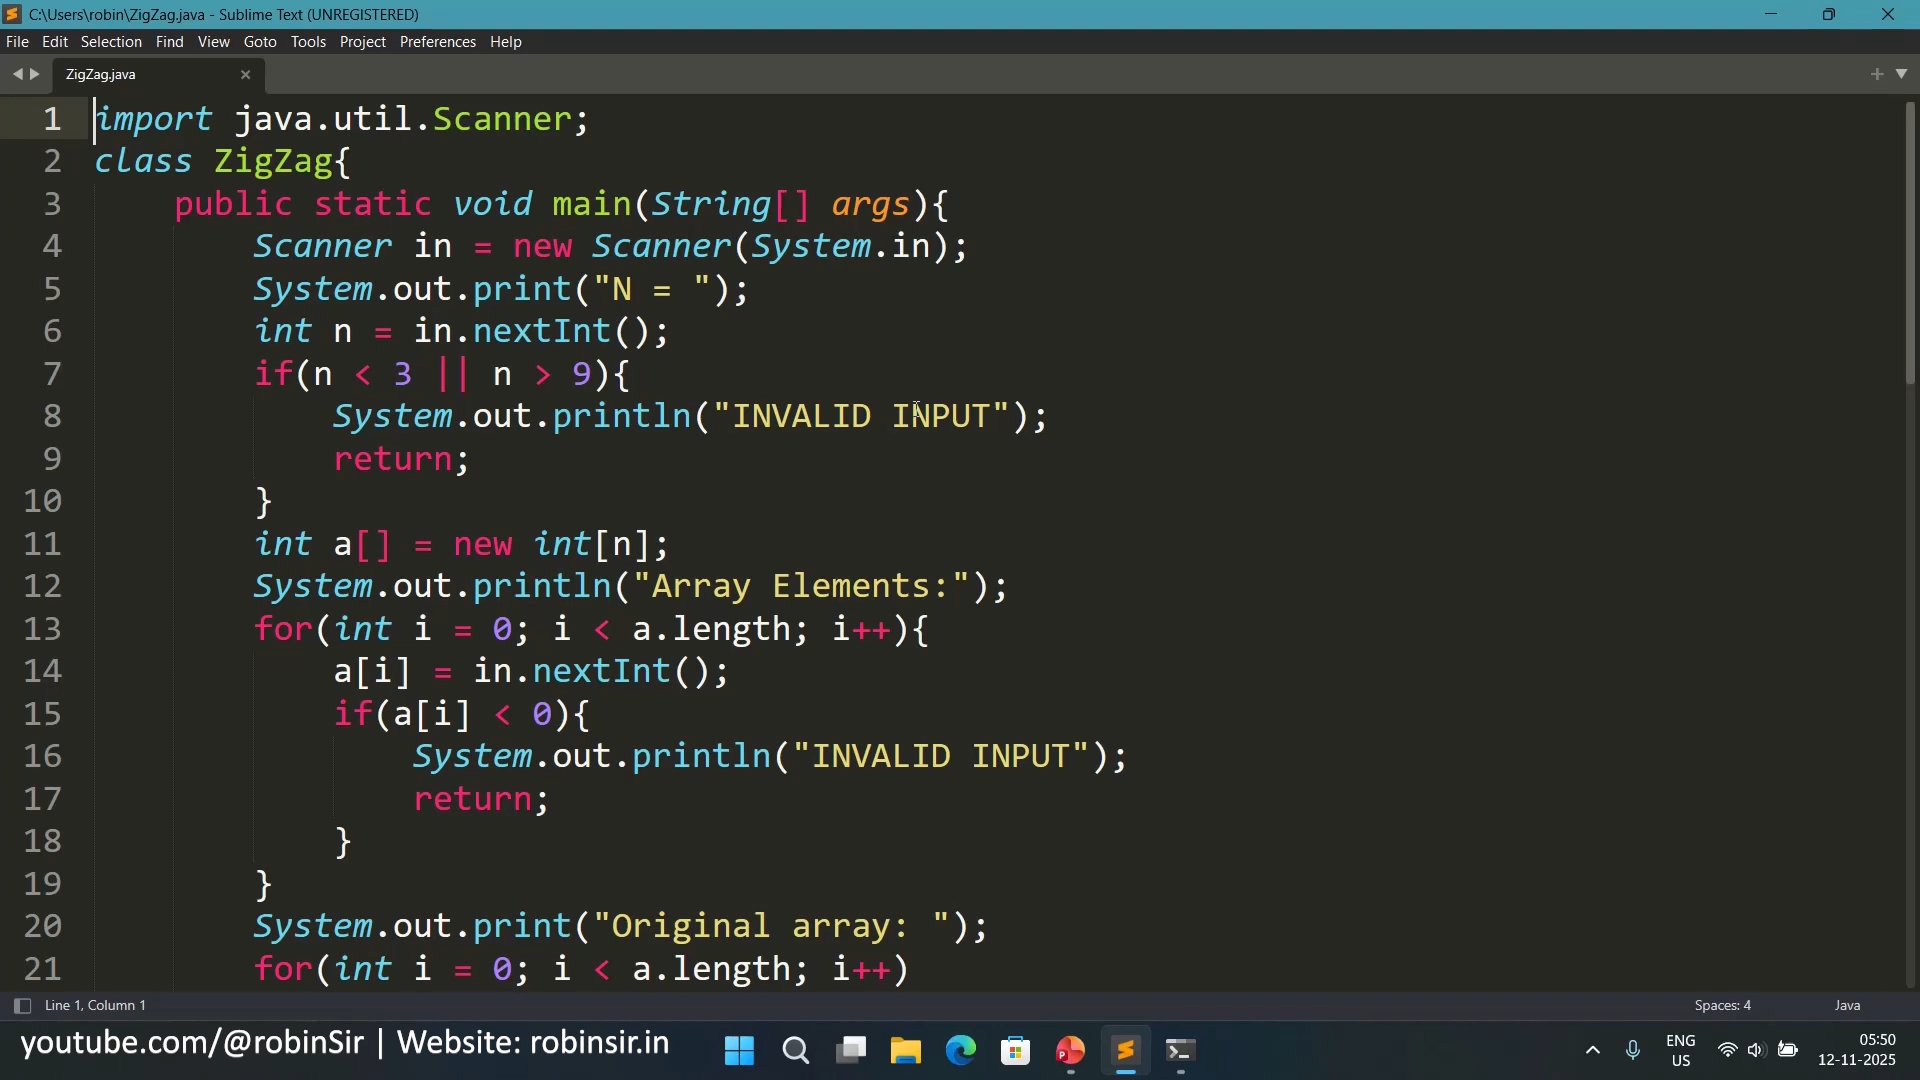 C:\Users\robin\ZigZag.java - Sublime Text (UNREGISTERED)
File Edit Selection Find View Goto Tools Project Preferences Help
ZigZag.java
1 import java.util.Scanner;
2 class ZigZag{
3 public static void main(String[] args){
4 Scanner in = new Scanner(System.in);
5 System.out.print("N = ");
6 int n = in.nextInt();
7 if(n < 3 || n > 9){
8 System.out.println("INVALID INPUT");
9 return;
10 }
11 int a[] = new int[n];
12 System.out.println("Array Elements:");
13 for(int i = 0; i < a.length; i++){
14 a[i] = in.nextInt();
15 if(a[i] < 0){
16 System.out.println("INVALID INPUT");
17 return;
18 }
19 }
20 System.out.print("Original array: ");
21 for(int i = 0; i < a.length; i++)
Line 1, Column 1 Spaces: 4 Java
youtube.com/@robinSir | Website: robinsir.in
ENG
US
05:50
12-11-2025